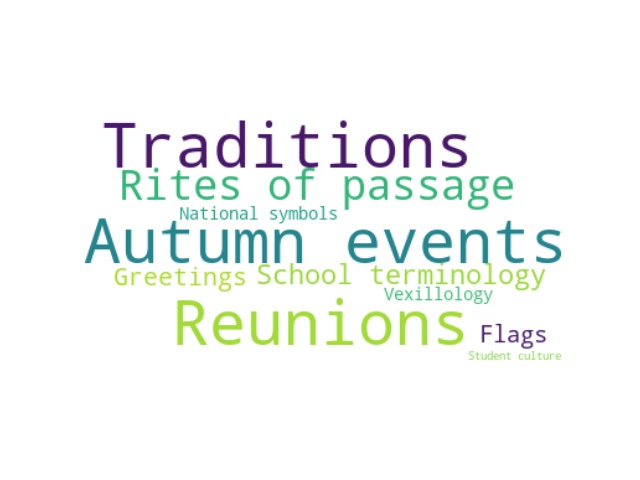 Traditions
Rites of passage
National symbols
Autumn events
Greetings School terminology
Vexillology
Reunions
Flags
Student culture